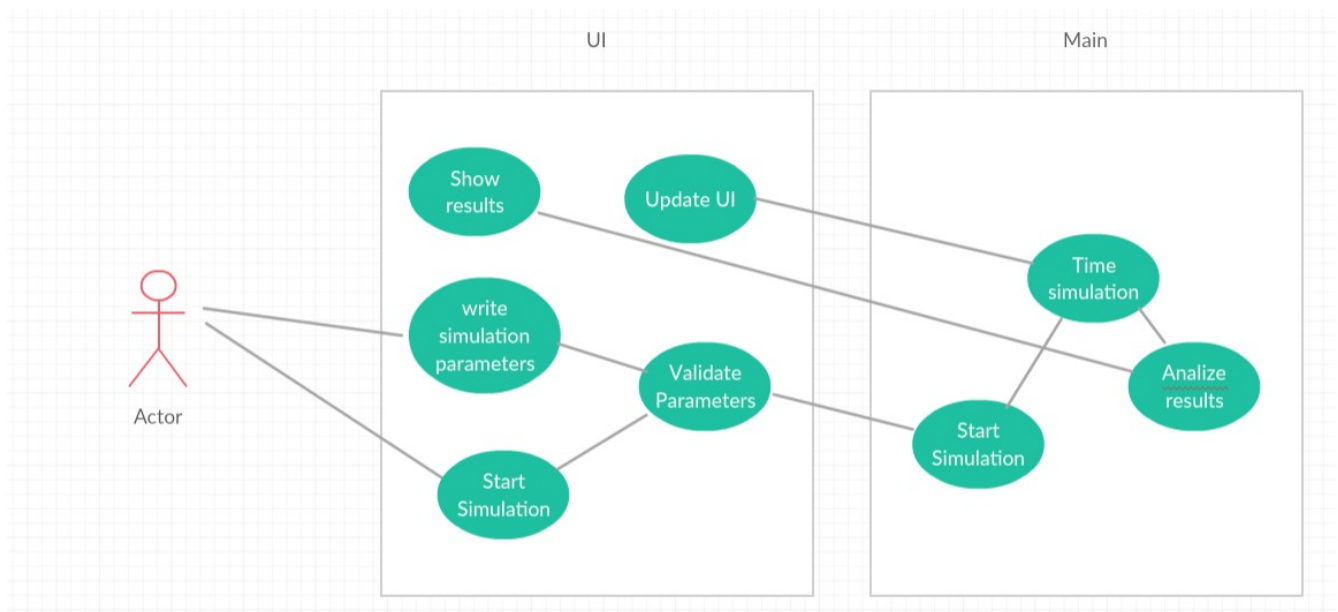 UI
Main
Show
results
Update UI
Time
simulation
write
simulation
parameters
Validate
Parameters
Analize
results
Actor
Start
Simulation
Start
Simulation